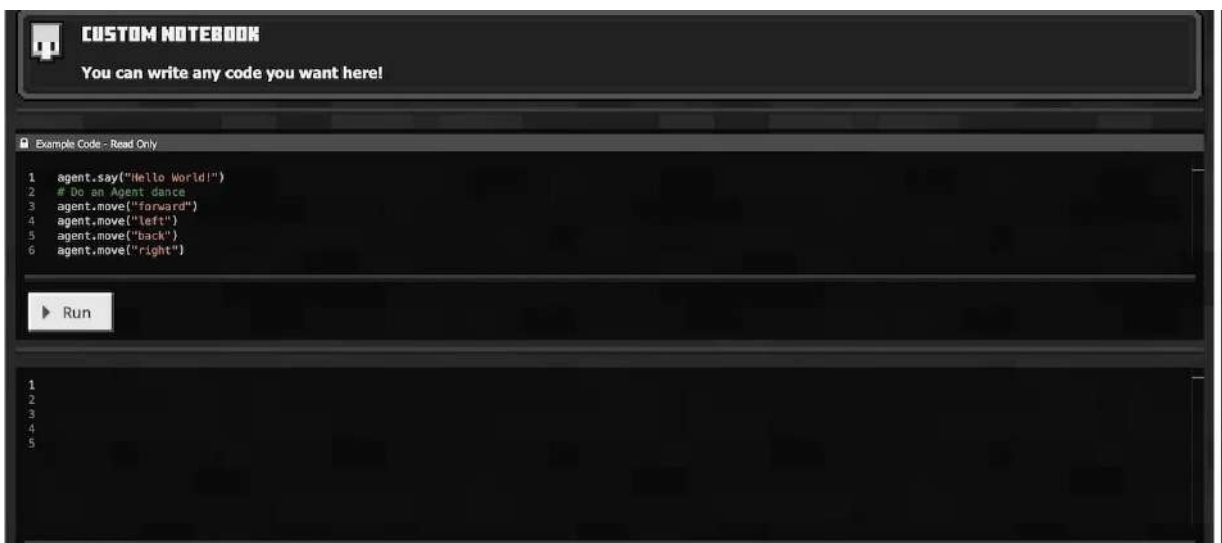 CUSTOM NOTEBOOK
You can write any code you want here!
Example Code - Read Only
1 agent.say("Hello World!")
2 # Do an Agent dance
3 agent.move("forward")
4 agent.move("left")
5 agent.move("back")
6 agent.move("right")
Run
1
2
3
4
5